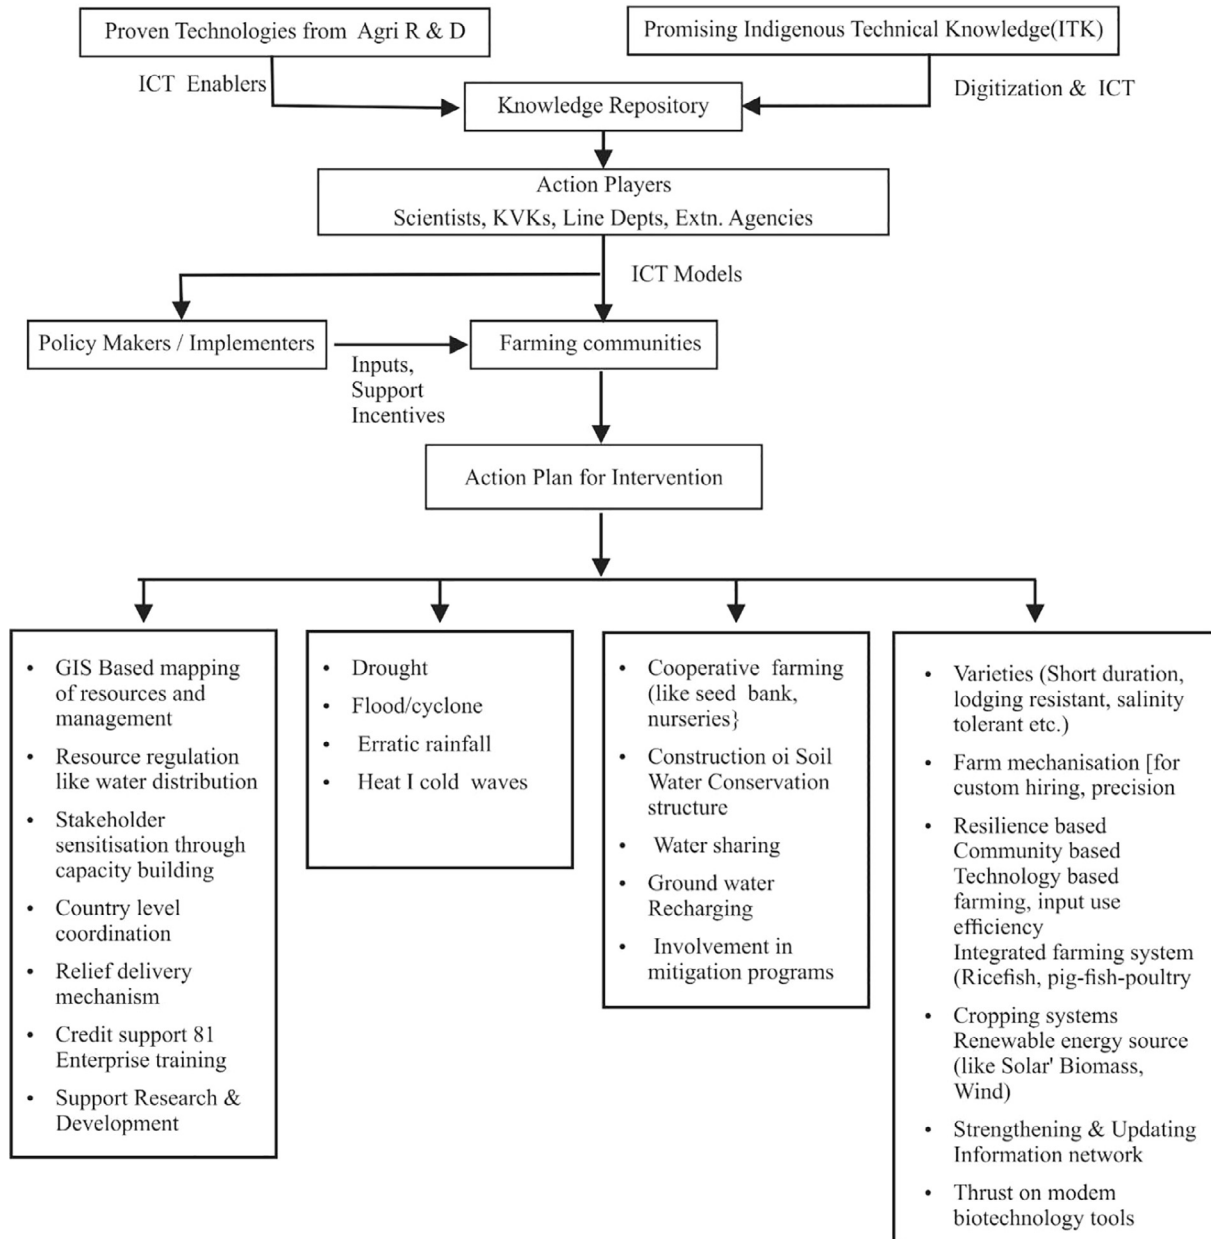 Proven Technologies from Agri R & D
Promising Indigenous Technical Knowledge(ITK)
ICT Enablers
Digitization & ICT
Knowledge Repository
Action Players
Scientists, KVKs, Line Depts, Extn. Agencies
ICT Models
Policy Makers / Implementers
Farming communities
Inputs,
Support
Incentives
Action Plan for Intervention
• GIS Based mapping
of resources and
management
• Resource regulation
like water distribution
• Stakeholder
sensitisation through
capacity building
• Country level
coordination
• Relief delivery
mechanism
• Credit support 81
Enterprise training
• Support Research &
Development
• Drought
• Flood/cyclone
• Erratic rainfall
• Heat I cold waves
• Cooperative farming
(like seed bank,
nurseries}
• Construction oi Soil
Water Conservation
structure
• Water sharing
• Ground water
Recharging
• Involvement in
mitigation programs
• Varieties (Short duration,
lodging resistant, salinity
tolerant etc.)
• Farm mechanisation [for
custom hiring, precision
• Resilience based
Community based
Technology based
farming, input use
efficiency
Integrated farming system
(Ricefish, pig-fish-poultry
• Cropping systems
Renewable energy source
(like Solar' Biomass,
Wind)
• Strengthening & Updating
Information network
• Thrust on modem
biotechnology tools